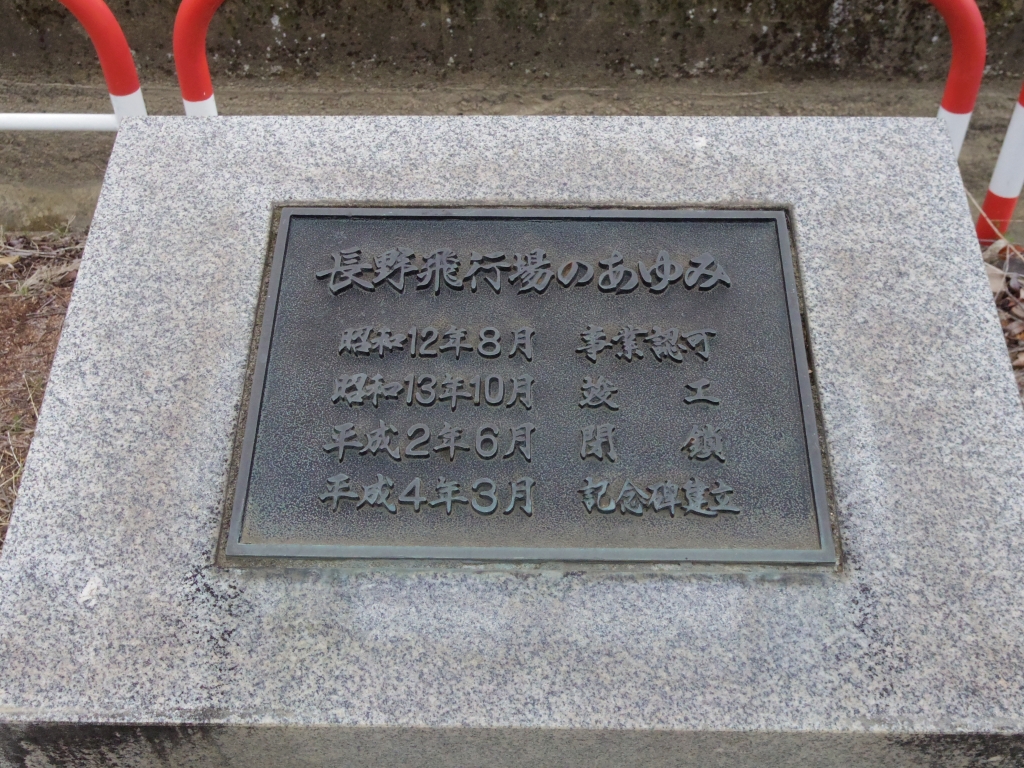 長野飛行場のあゆみ
昭和12年8月 事業認可
昭和13年10月 竣 工
平成2年6月 閉 鎖
平成4年3月 記念碑建立